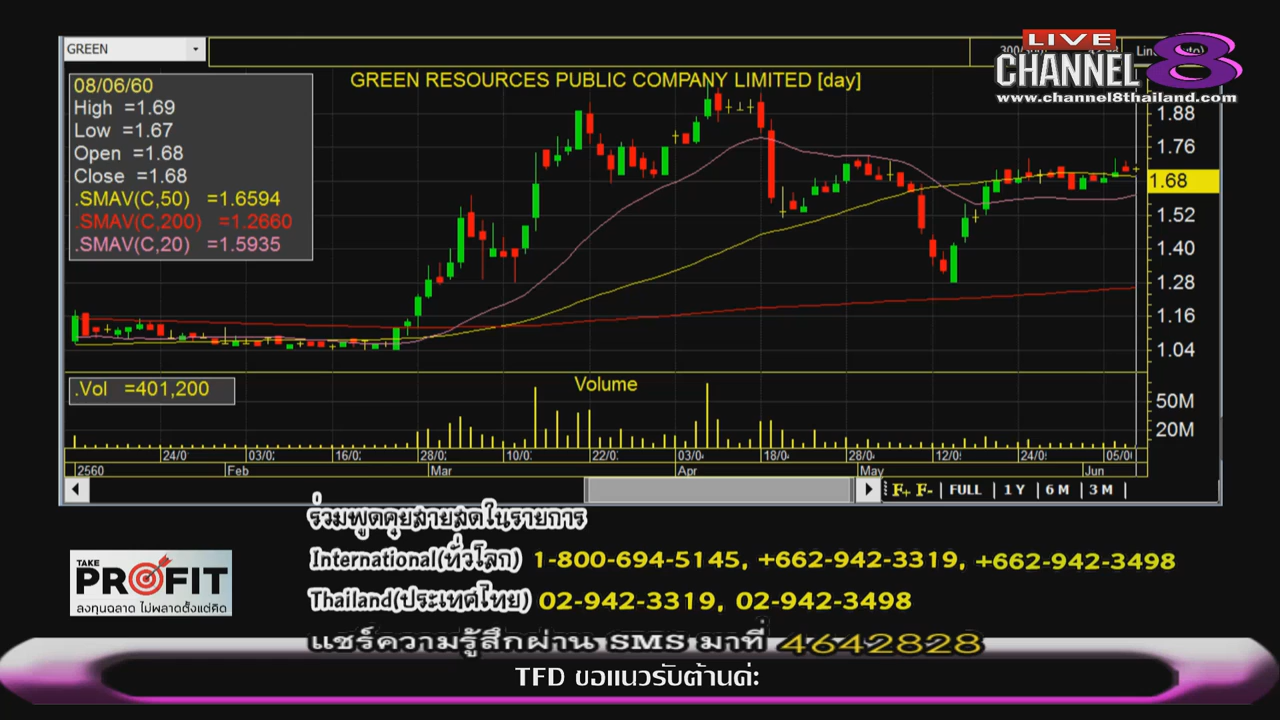 GREEN
LIVE
CHANNEL 8
www.channel8thailand.com
GREEN RESOURCES PUBLIC COMPANY LIMITED [day]
08/06/60
High =1.69
Low =1.67
Open =1.68
Close =1.68
.SMAV(C,50) =1.6594
.SMAV(C,200) =1.2660
.SMAV(C,20) =1.5935
1.88
1.76
1.68
1.52
1.40
1.28
1.16
1.04
.Vol =401,200
Volume
50M
20M
24/0 03/0 16/0 28/0 10/0 22/0 03/0 18/0 28/0 12/0 24/0 05/0
2560 Feb Mar Apr May Jun
F+ F- FULL 1 Y 6 M 3 M
ร่วมพูดคุยสายสดในรายการ
International(ทั่วโลก) 1-800-694-5145, +662-942-3319, +662-942-3498
Thailand(ประเทศไทย) 02-942-3319, 02-942-3498
TAKE
PROFIT
ลงทุนฉลาด ไม่พลาดตั้งแต่คิด
แชร์ความรู้สึกผ่าน SMS มาที่ 4642828
TFD ขอแนวรับต้านค่ะ